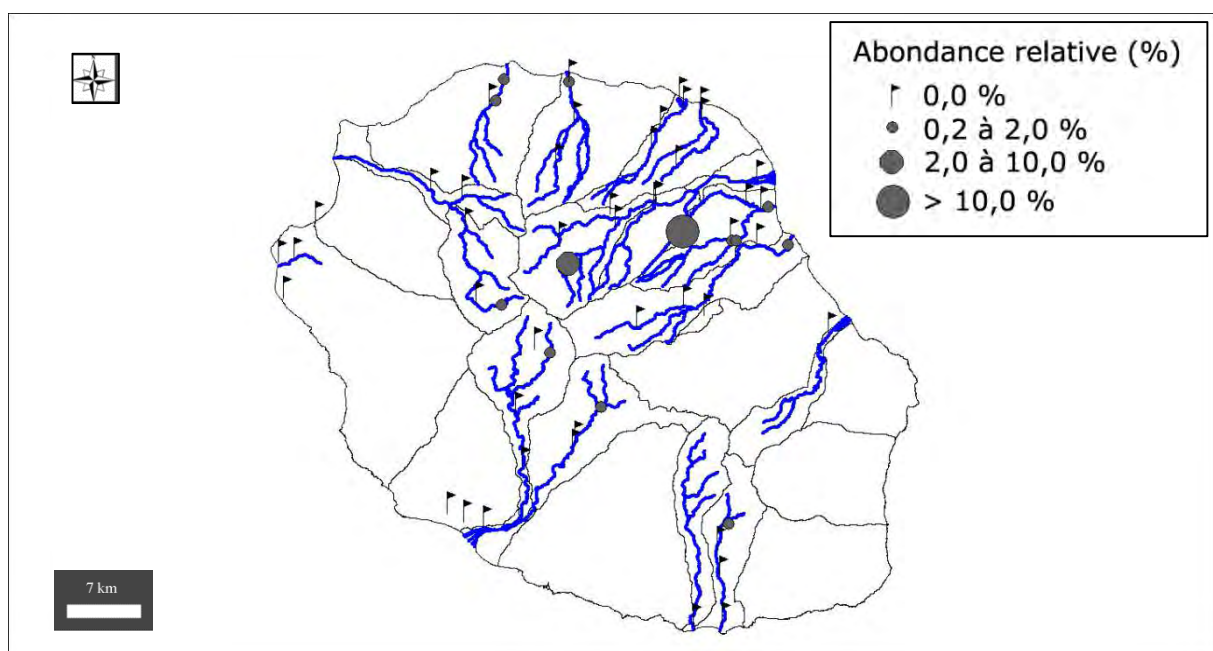 Abondance relative (%)
0,0 %
0,2 à 2,0 %
2,0 à 10,0 %
> 10,0 %
7 km